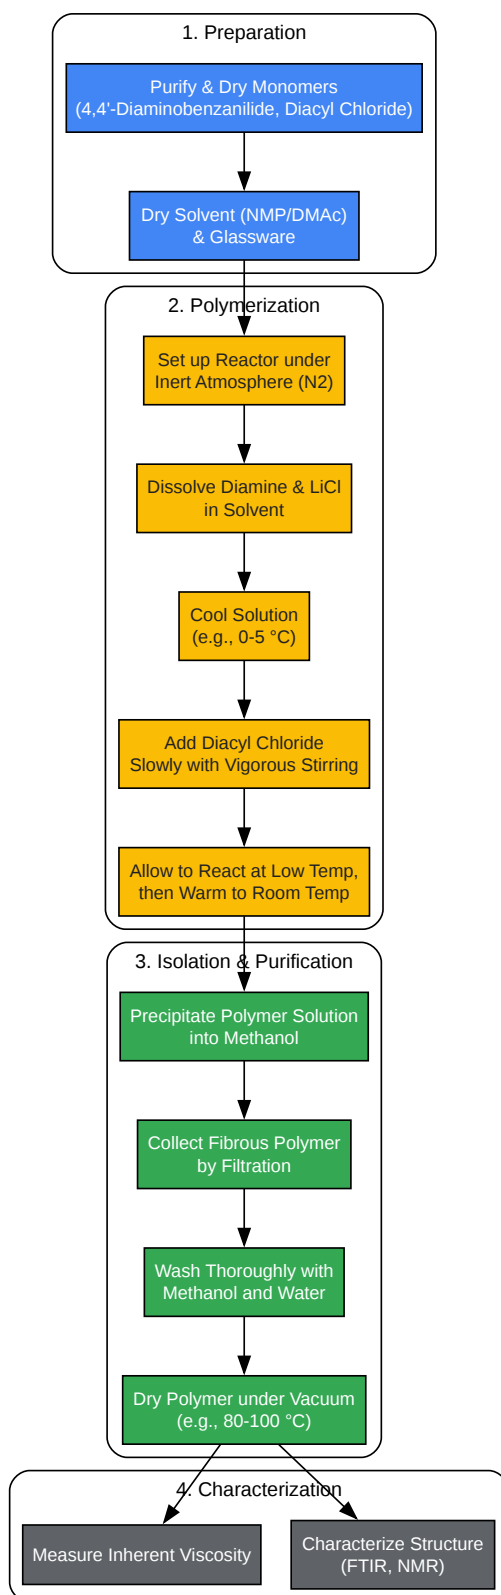 1. Preparation
Purify & Dry Monomers
(4,4'-Diaminobenzanilide, Diacyl Chloride)
Dry Solvent (NMP/DMAc)
& Glassware
2. Polymerization
Set up Reactor under
Inert Atmosphere (N2)
Dissolve Diamine & LiCl
in Solvent
Cool Solution
(e.g., 0-5 °C)
Add Diacyl Chloride
Slowly with Vigorous Stirring
Allow to React at Low Temp,
then Warm to Room Temp
3. Isolation & Purification
Precipitate Polymer Solution
into Methanol
Collect Fibrous Polymer
by Filtration
Wash Thoroughly with
Methanol and Water
Dry Polymer under Vacuum
(e.g., 80-100 °C)
4. Characterization
Measure Inherent Viscosity
Characterize Structure
(FTIR, NMR)